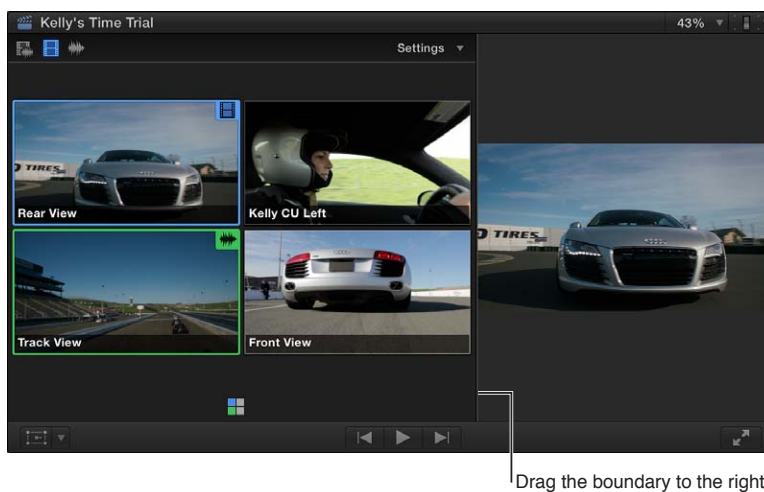 Kelly's Time Trial
43%
Settings
TIRES
Rear View
Kelly CU Left
TIRES
Track View
Front View
Drag the boundary to the right